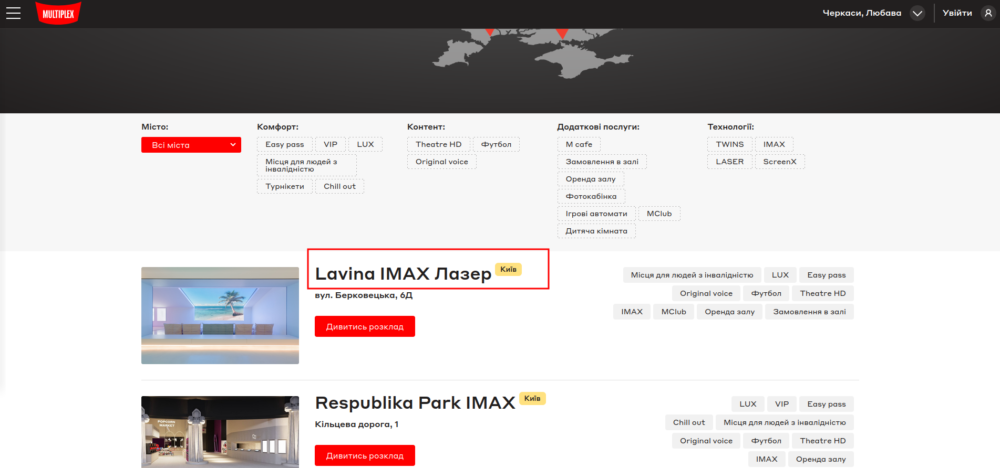 MULTIPLEX
Черкаси, Любава
Увійти
Місто:
Всі міста
Комфорт:
Easy pass VIP LUX
Місця для людей з
інвалідністю
Турнікети Chill out
Контент:
Theatre HD Футбол
Original voice
Додаткові послуги:
M cafe
Замовлення в залі
Оренда залу
Фотокабінка
Ігрові автомати MClub
Дитяча кімната
Технології:
TWINS IMAX
LASER ScreenX
Lavina IMAX Лазер Київ
вул. Берковецька, 6Д
Дивитись розклад
Місця для людей з інвалідністю LUX Easy pass
Original voice Футбол Theatre HD
IMAX MClub Оренда залу Замовлення в залі
POPCORN
MARKET
Respublika Park IMAX Київ
Кільцева дорога, 1
Дивитись розклад
LUX VIP Easy pass
Chill out Місця для людей з інвалідністю
Original voice Футбол Theatre HD
IMAX Оренда залу